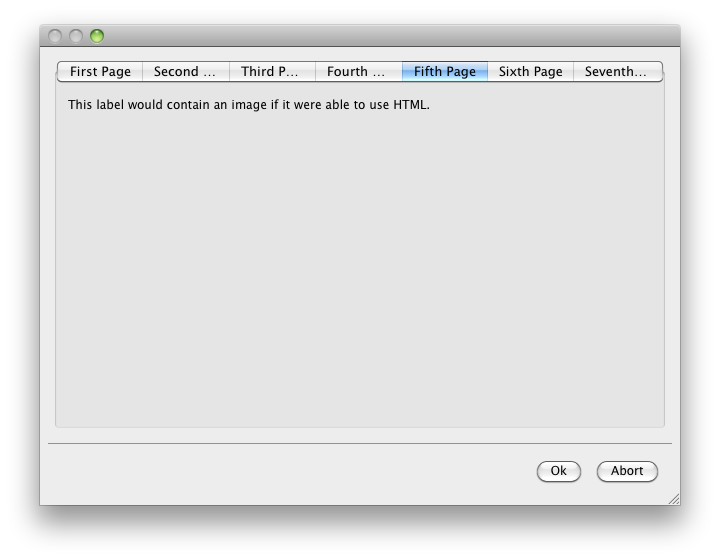 First Page Second ... Third P... Fourth ... Fifth Page Sixth Page Seventh...
This label would contain an image if it were able to use HTML.
Ok Abort